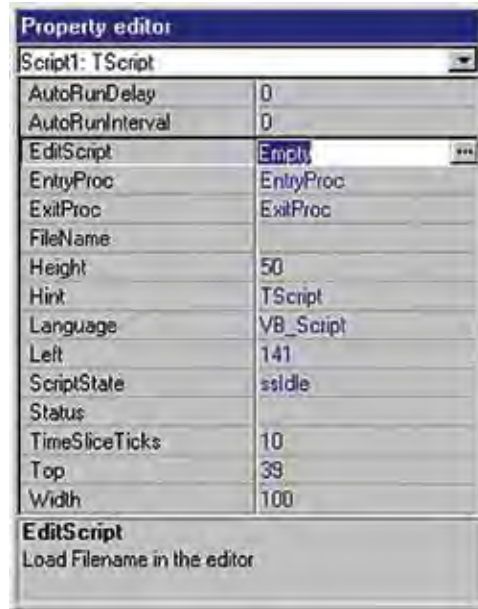 Property editor
Script1: TScript
AutoRunDelay 0
AutoRunInterval 0
EditScript Empty ...
EntryProc EntryProc
ExitProc ExitProc
FileName
Height 50
Hint TScript
Language VB_Script
Left 141
ScriptState ssIdle
Status
TimeSliceTicks 10
Top 39
Width 100
EditScript
Load Filename in the editor